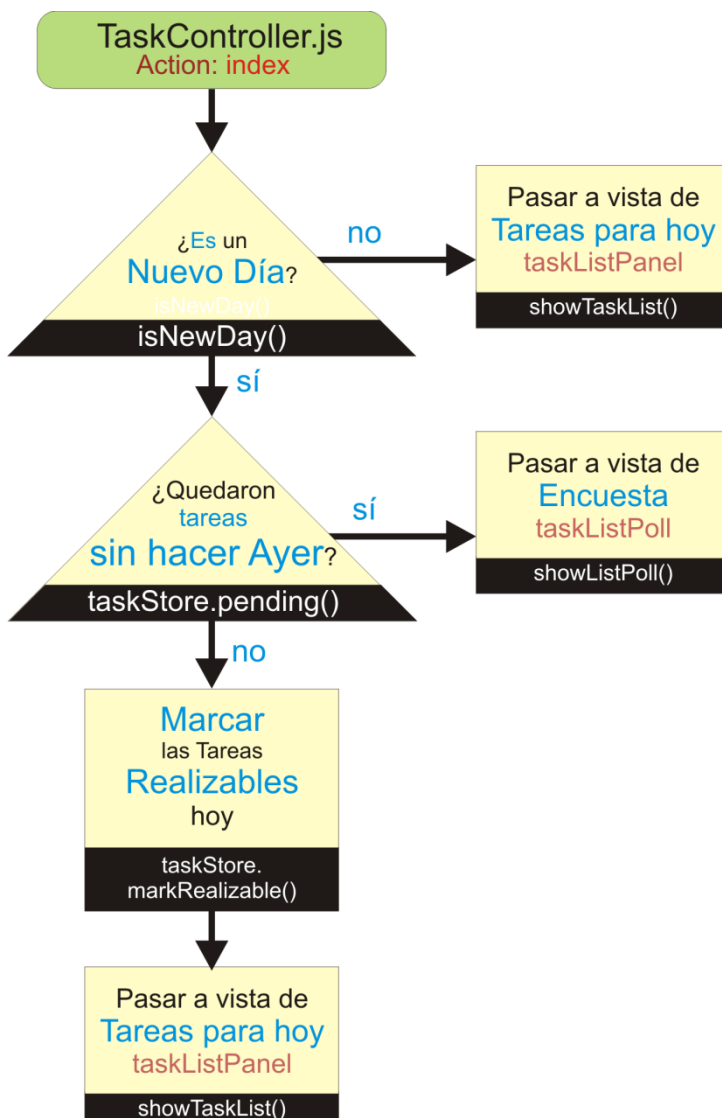 TaskController.js
Action: index
¿Es un
Nuevo Día?
isNewDay()
isNewDay()
no
Pasar a vista de
Tareas para hoy
taskListPanel
showTaskList()
sí
¿Quedaron
tareas
sin hacer Ayer?
taskStore.pending()
sí
Pasar a vista de
Encuesta
taskListPoll
showListPoll()
no
Marcar
las Tareas
Realizables
hoy
taskStore.
markRealizable()
Pasar a vista de
Tareas para hoy
taskListPanel
showTaskList()